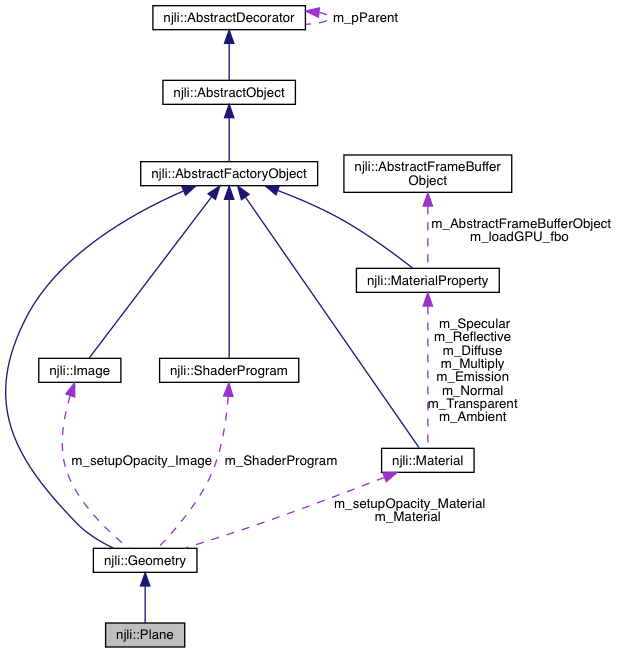 njli::AbstractDecorator
m_pParent
njli::AbstractObject
njli::AbstractFactoryObject
njli::AbstractFrameBuffer
Object
m_AbstractFrameBufferObject
m_loadGPU_fbo
njli::MaterialProperty
m_Specular
m_Reflective
m_Diffuse
m_Multiply
m_Emission
m_Normal
m_Transparent
m_Ambient
njli::Image
njli::ShaderProgram
m_setupOpacity_Image
m_ShaderProgram
njli::Material
m_setupOpacity_Material
m_Material
njli::Geometry
njli::Plane